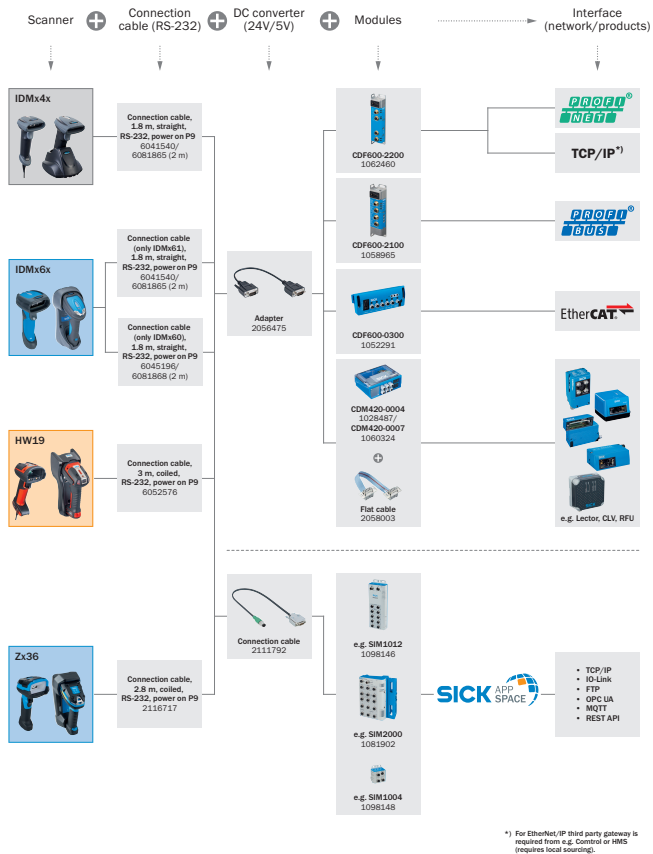 Scanner
Connection
cable (RS-232)
DC converter
(24V/5V)
Modules
Interface
(network/products)
IDMx4x
Connection cable,
1.8 m, straight,
RS-232, power on P9
6041540/
6081865 (2 m)
CDF600-2200
1062460
PROFI
NET®
TCP/IP*)
CDF600-2100
1058965
PROFI
BUS®
IDMx6x
Connection cable
(only IDMx61),
1.8 m, straight,
RS-232, power on P9
6041540/
6081865 (2 m)
Connection cable
(only IDMx60),
1.8 m, straight,
RS-232, power on P9
6045196/
6081868 (2 m)
Adapter
2056475
CDF600-0300
1052291
EtherCAT®
CDM420-0004
1028487/
CDM420-0007
1060324
Flat cable
2058003
e.g. Lector, CLV, RFU
HW19
Connection cable,
3 m, coiled,
RS-232, power on P9
6052576
Connection cable
2111792
e.g. SIM1012
1098146
Zx36
Connection cable,
2.8 m, coiled,
RS-232, power on P9
2116717
e.g. SIM2000
1081902
SICK APP
SPACE
• TCP/IP
• IO-Link
• FTP
• OPC UA
• MQTT
• REST API
e.g. SIM1004
1098148
*) For EtherNet/IP third party gateway is
required from e.g. Comtrol or HMS
(requires local sourcing).